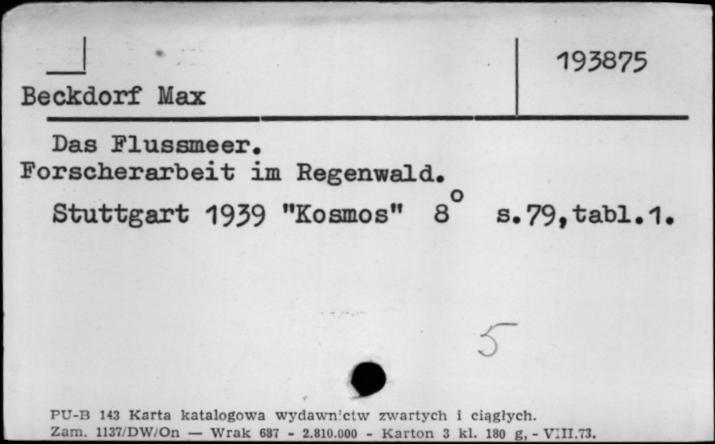 193875
Beckdorf Max
Das Flussmeer.
Forscherarbeit im Regenwald.
Stuttgart 1939 "Kosmos" 8° s.79,tabl.1.
5
PU-B 143 Karta katalogowa wydawnictw zwartych i ciągłych.
Zam. 1137/DW/On — Wrak 687 - 2.810.000 - Karton 3 kl. 180 g, - VIII.73.